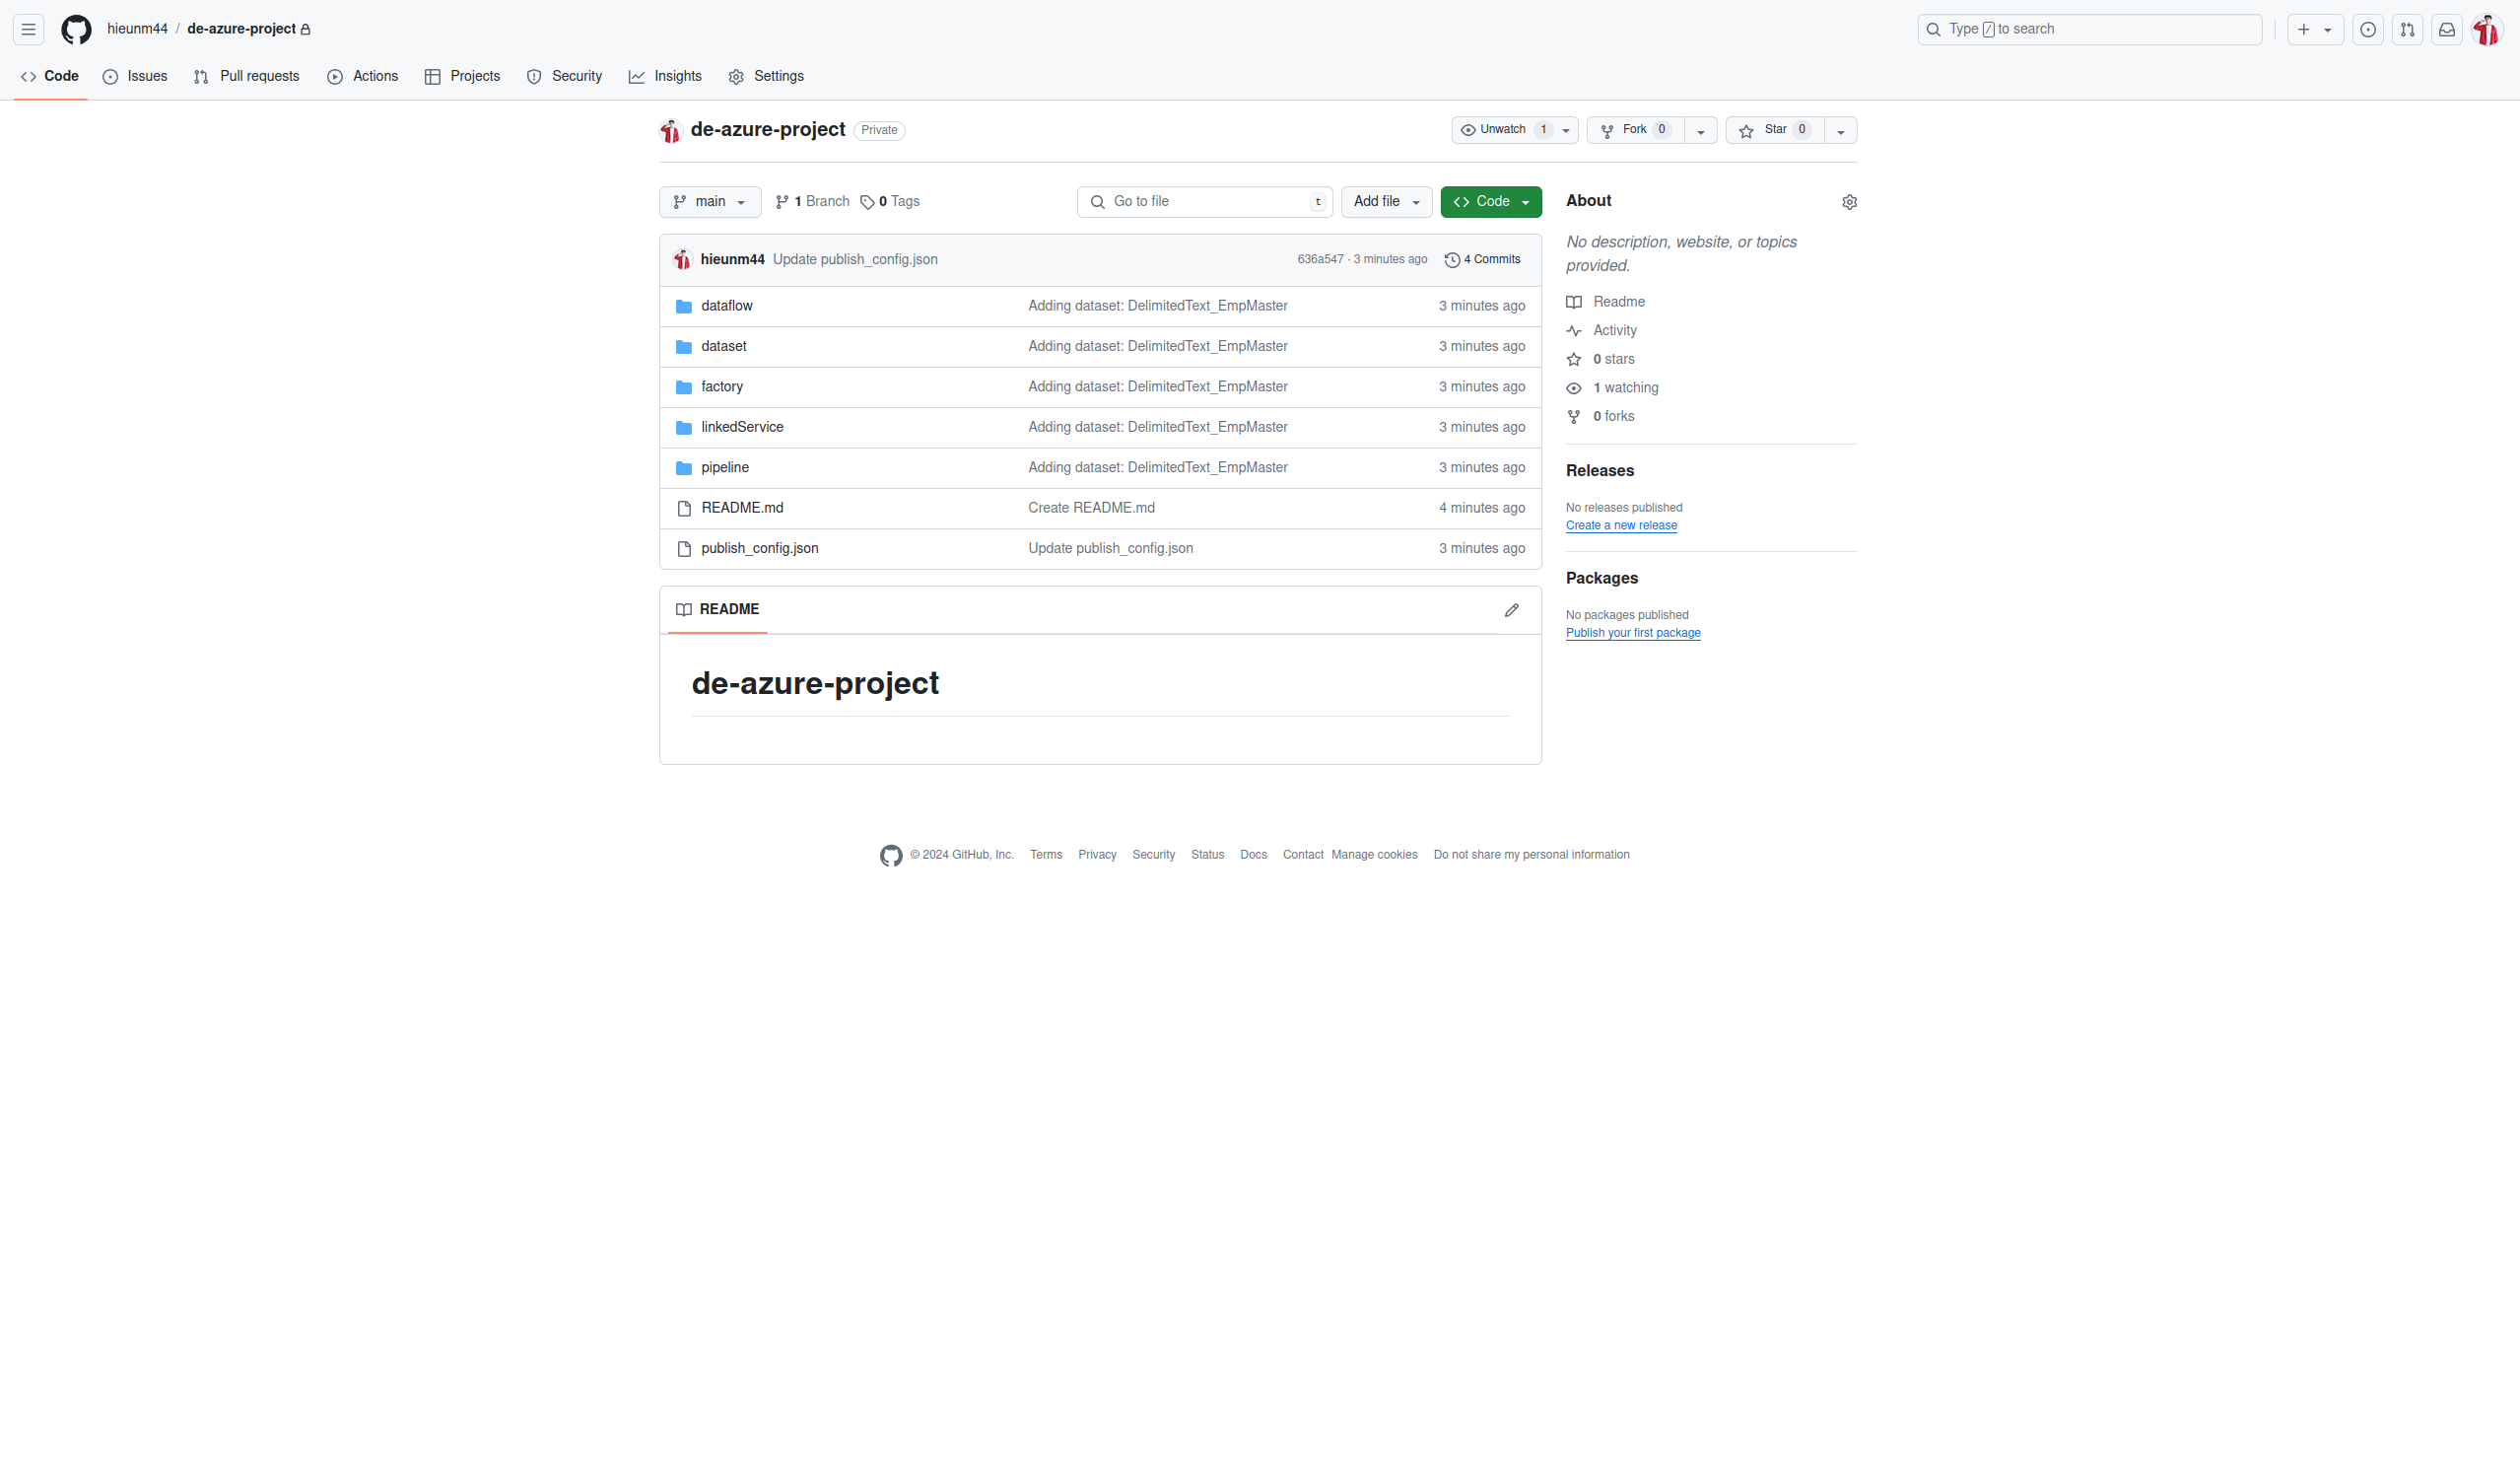 hieunm44 / de-azure-project
Type / to search
Code Issues Pull requests Actions Projects Security Insights Settings
de-azure-project Private
Unwatch 1 Fork 0 Star 0
main 1 Branch 0 Tags Go to file t Add file Code
hieunm44 Update publish_config.json 636a547 · 3 minutes ago 4 Commits
dataflow Adding dataset: DelimitedText_EmpMaster 3 minutes ago
dataset Adding dataset: DelimitedText_EmpMaster 3 minutes ago
factory Adding dataset: DelimitedText_EmpMaster 3 minutes ago
linkedService Adding dataset: DelimitedText_EmpMaster 3 minutes ago
pipeline Adding dataset: DelimitedText_EmpMaster 3 minutes ago
README.md Create README.md 4 minutes ago
publish_config.json Update publish_config.json 3 minutes ago
README
de-azure-project
About
No description, website, or topics
provided.
Readme
Activity
0 stars
1 watching
0 forks
Releases
No releases published
Create a new release
Packages
No packages published
Publish your first package
© 2024 GitHub, Inc. Terms Privacy Security Status Docs Contact Manage cookies Do not share my personal information